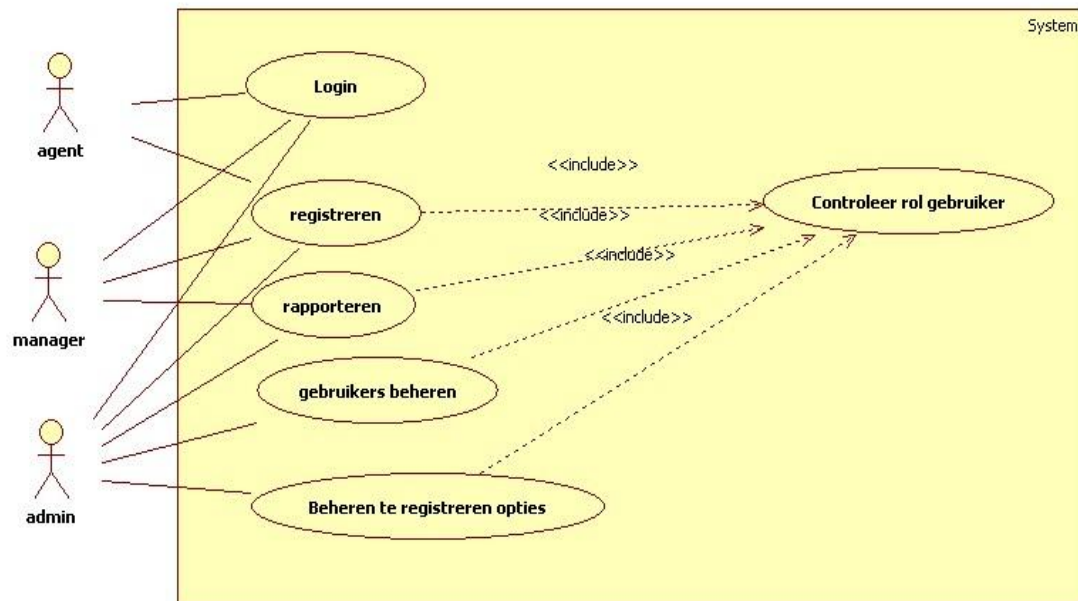 System
Login
agent
<<include>>
registreren
<<include>>
Controleer rol gebruiker
manager
<<include>>
rapporteren
<<include>>
gebruikers beheren
admin
Beheren te registreren opties